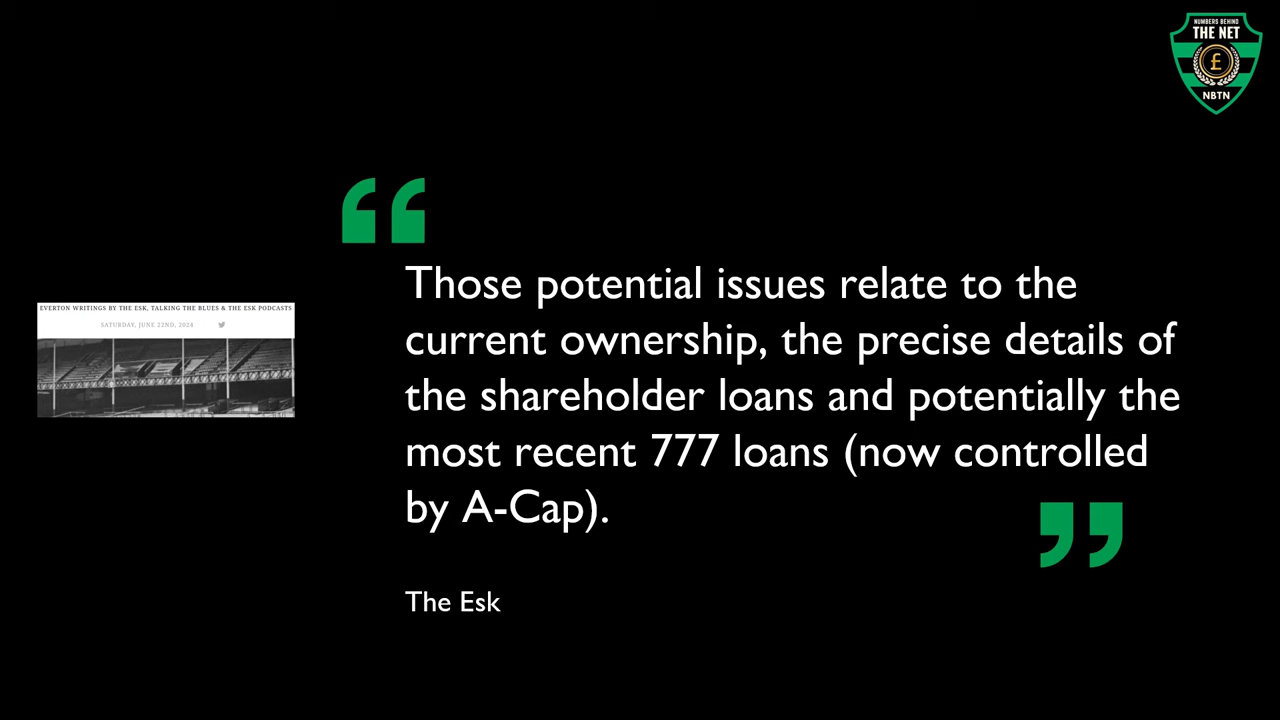 NUMBERS BEHIND
THE NET
£
NBTN
Those potential issues relate to the
current ownership, the precise details of
the shareholder loans and potentially the
most recent 777 loans (now controlled
by A-Cap).
The Esk
EVERTON WRITINGS BY THE ESK, TALKING THE BLUES & THE ESK PODCASTS
SATURDAY, JUNE 22ND, 2024